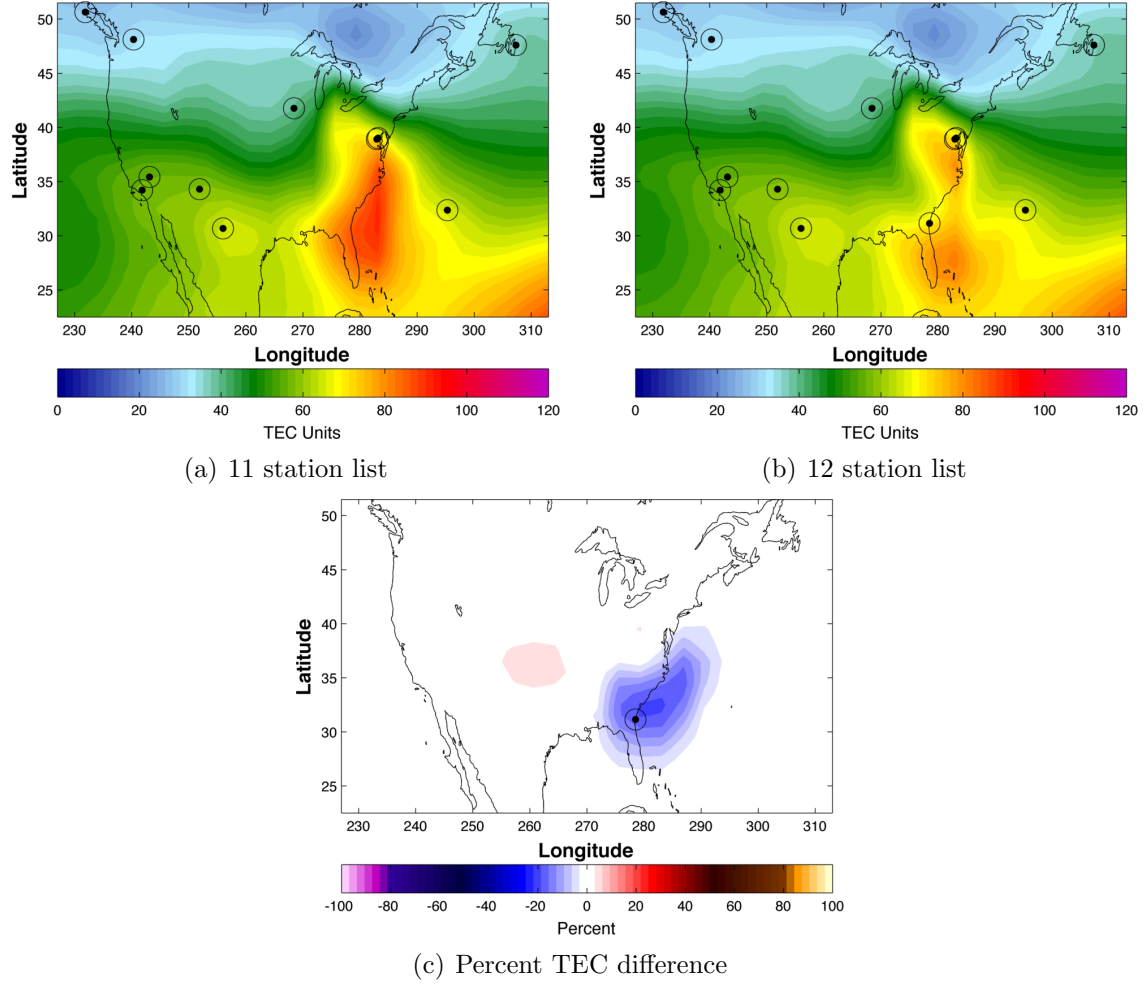 50
45
40
35
30
25
Latitude
230 240 250 260 270 280 290 300 310
Longitude
0 20 40 60 80 100 120
TEC Units
(a) 11 station list
50
45
40
35
30
25
Latitude
230 240 250 260 270 280 290 300 310
Longitude
0 20 40 60 80 100 120
TEC Units
(b) 12 station list
50
45
40
35
30
25
Latitude
230 240 250 260 270 280 290 300 310
Longitude
-100 -80 -60 -40 -20 0 20 40 60 80 100
Percent
(c) Percent TEC difference